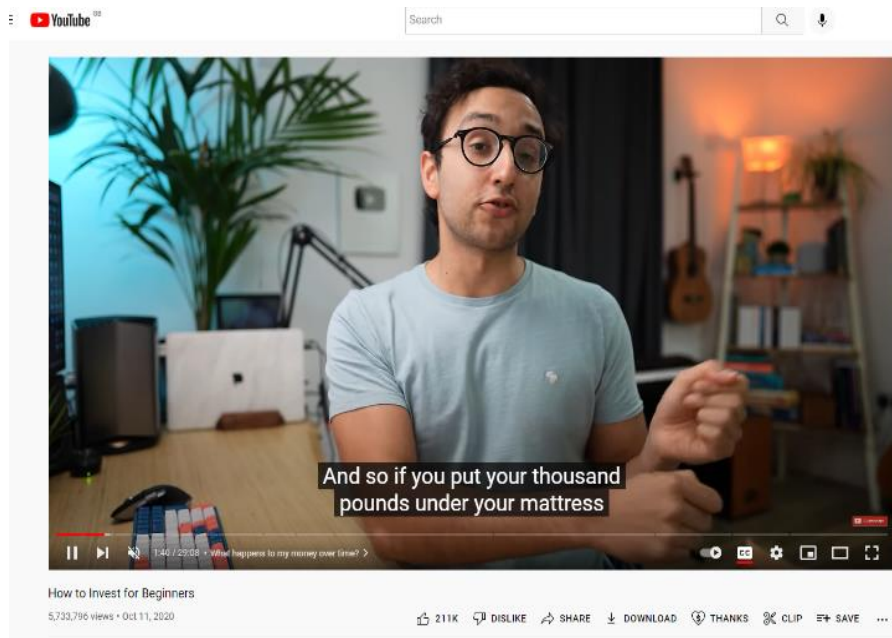 YouTube GB
Search
And so if you put your thousand
pounds under your mattress
1:40 / 29:08 • What happens to my money over time? >
CC
How to Invest for Beginners
5,733,796 views • Oct 11, 2020
211K DISLIKE SHARE DOWNLOAD THANKS CLIP SAVE ...